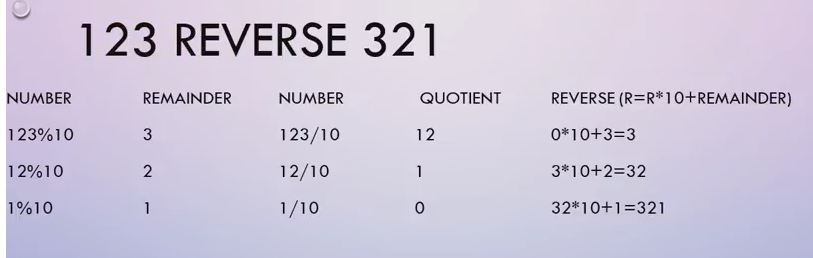 123 REVERSE 321
NUMBER REMAINDER NUMBER QUOTIENT REVERSE (R=R*10+REMAINDER)
123%10 3 123/10 12 0*10+3=3
12%10 2 12/10 1 3*10+2=32
1%10 1 1/10 0 32*10+1=321